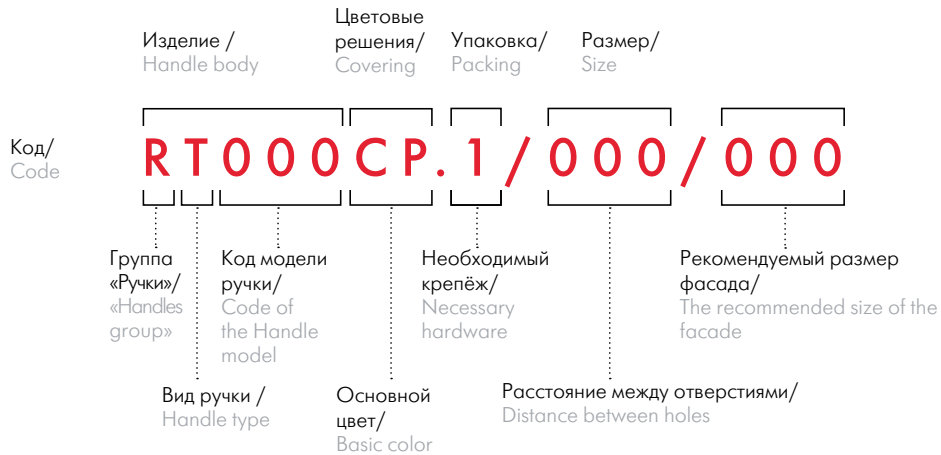 Изделие /
Handle body
Цветовые
решения/
Covering
Упаковка/
Packing
Размер/
Size
Код/
Code
RT000CP.1/000/000
Группа
«Ручки»/
«Handles
group»
Код модели
ручки/
Code of
the Handle
model
Необходимый
крепёж/
Necessary
hardware
Рекомендуемый размер
фасада/
The recommended size of the
facade
Вид ручки /
Handle type
Основной
цвет/
Basic color
Расстояние между отверстиями/
Distance between holes